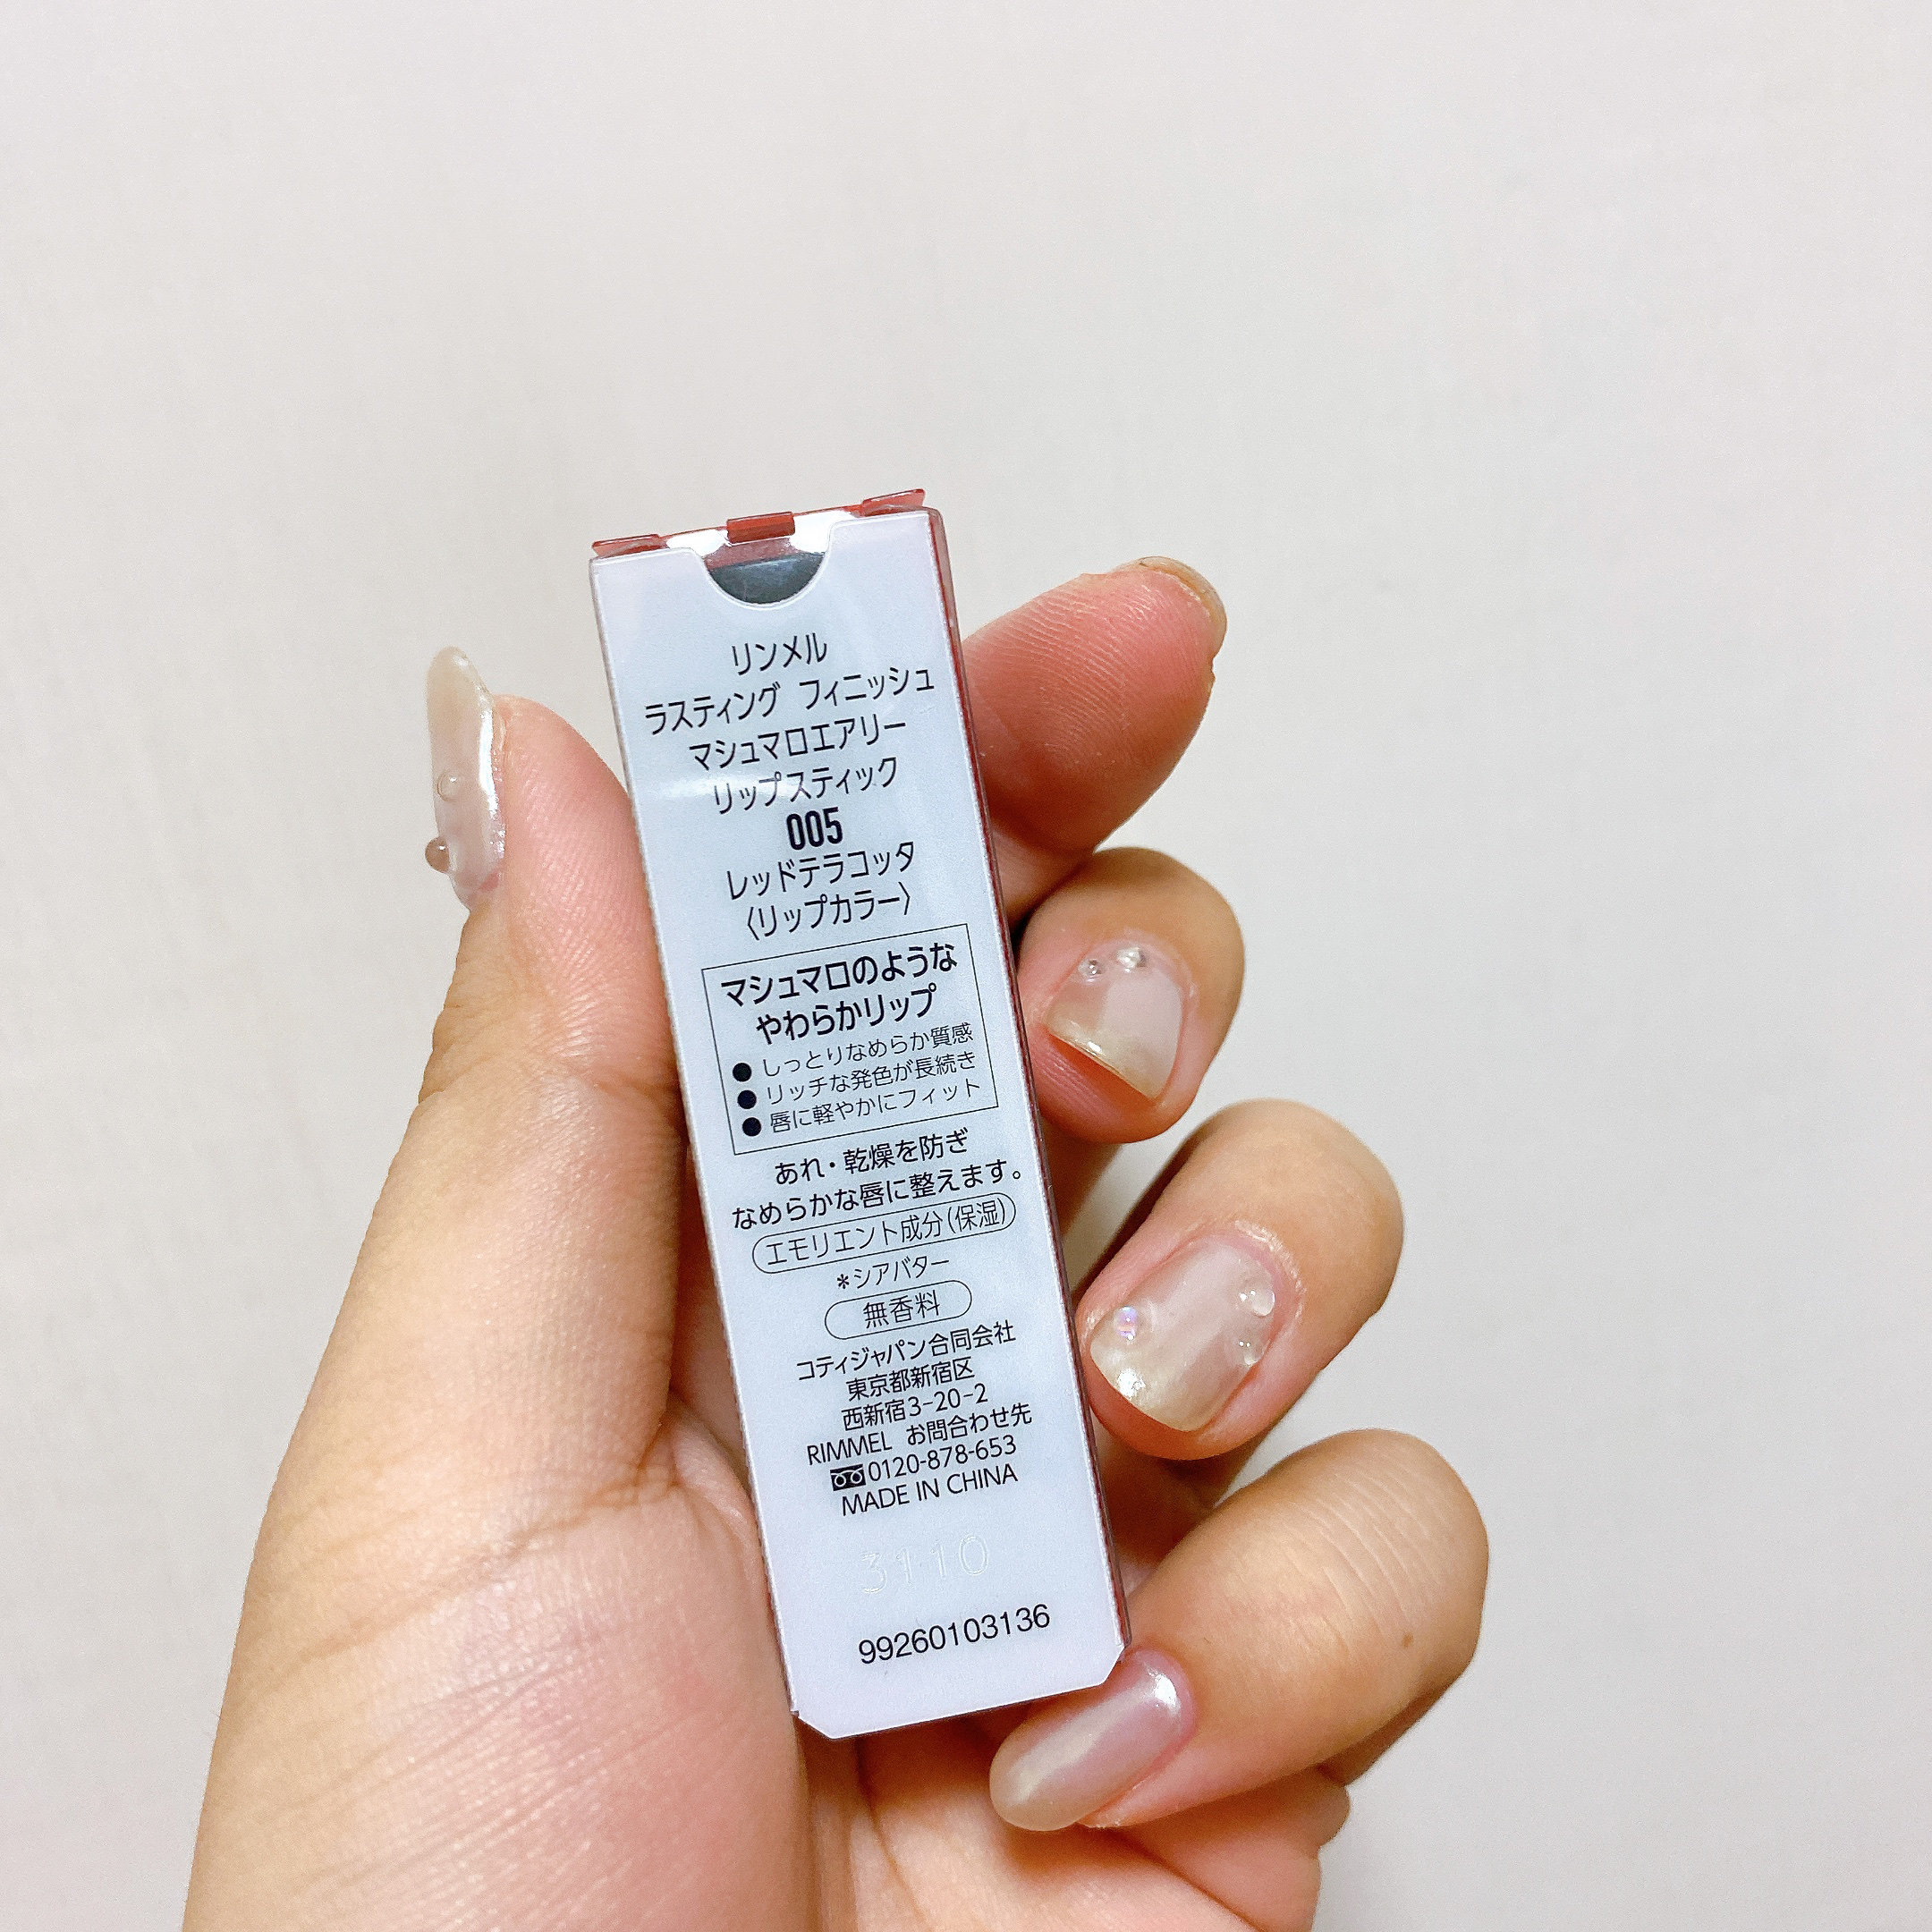 リンメル
ラスティング フィニッシュ
マシュマロエアリー
リップスティック
005
レッドテラコッタ
〈リップカラー〉
マシュマロのような
やわらかリップ
● しっとりなめらか質感
● リッチな発色が長続き
● 唇に軽やかにフィット
あれ・乾燥を防ぎ
なめらかな唇に整えます。
エモリエント成分(保湿)
*シアバター
無香料
コティジャパン合同会社
東京都新宿区
西新宿3-20-2
RIMMEL お問合わせ先
0120-878-653
MADE IN CHINA
3110
99260103136